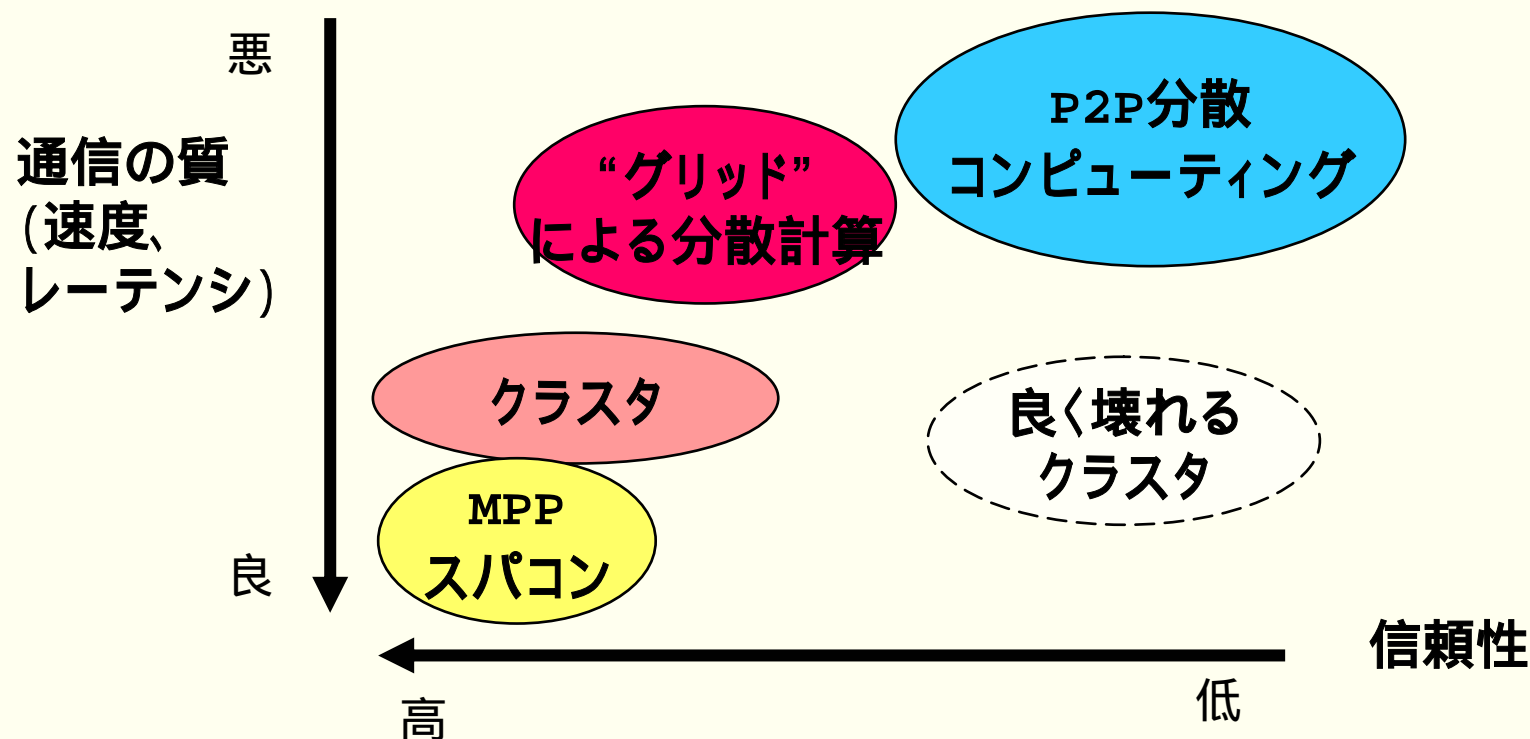 悪
通信の質
(速度、
レーテンシ)
良
P2P分散
コンピューティング
“グリッド”
による分散計算
クラスタ
良く壊れる
クラスタ
MPP
スパコン
信頼性
高
低